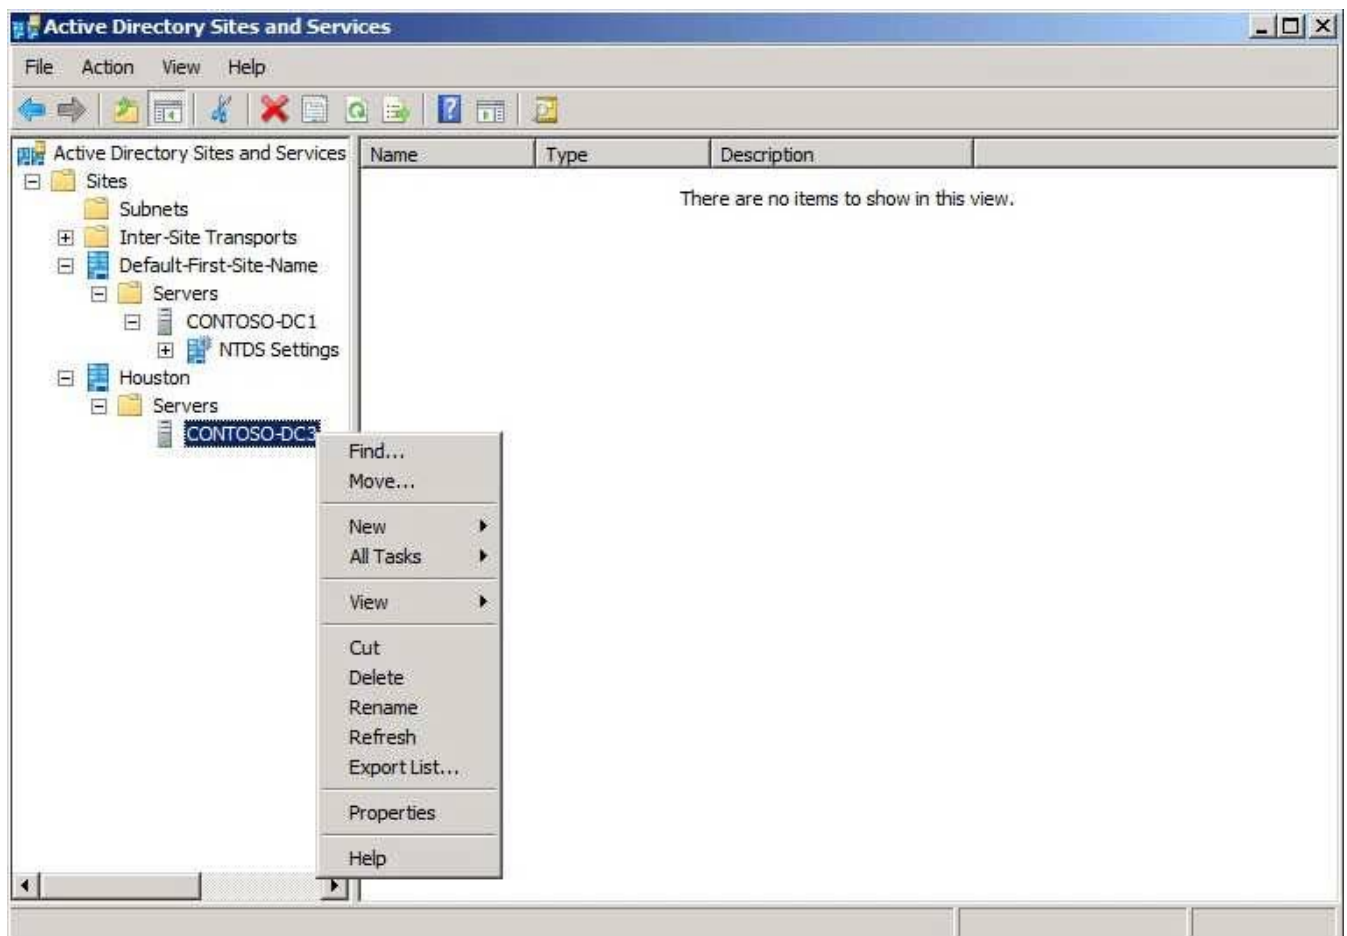 Active Directory Sites and Services
File Action View Help
Active Directory Sites and Services
Name Type Description
Sites
There are no items to show in this view.
Subnets
Inter-Site Transports
Default-First-Site-Name
Servers
CONTOSO-DC1
NTDS Settings
Houston
Servers
CONTOSO-DC3
Find...
Move...
New
All Tasks
View
Cut
Delete
Rename
Refresh
Export List...
Properties
Help